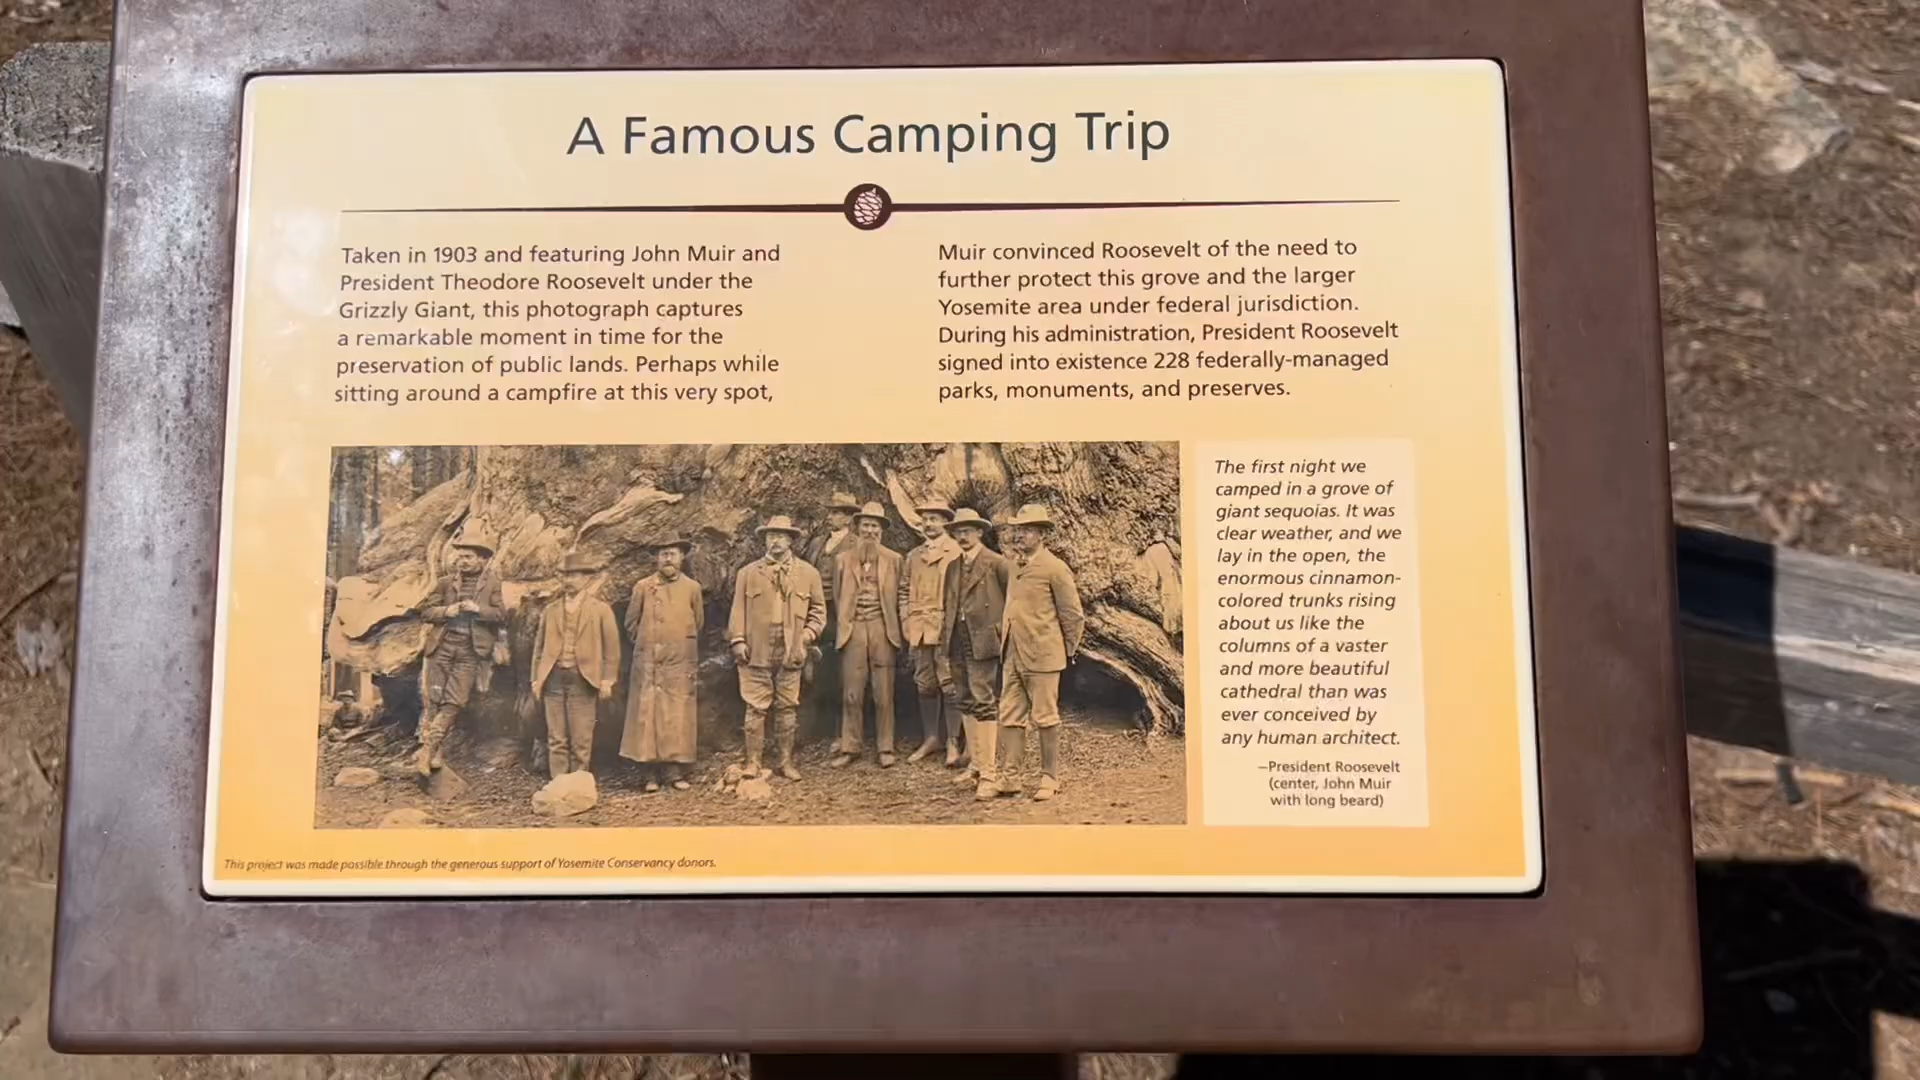 A Famous Camping Trip
Taken in 1903 and featuring John Muir and
President Theodore Roosevelt under the
Grizzly Giant, this photograph captures
a remarkable moment in time for the
preservation of public lands. Perhaps while
sitting around a campfire at this very spot,
Muir convinced Roosevelt of the need to
further protect this grove and the larger
Yosemite area under federal jurisdiction.
During his administration, President Roosevelt
signed into existence 228 federally-managed
parks, monuments, and preserves.
The first night we
camped in a grove of
giant sequoias. It was
clear weather, and we
lay in the open, the
enormous cinnamon-
colored trunks rising
about us like the
columns of a vaster
and more beautiful
cathedral than was
ever conceived by
any human architect.
–President Roosevelt
(center, John Muir
with long beard)
This project was made possible through the generous support of Yosemite Conservancy donors.